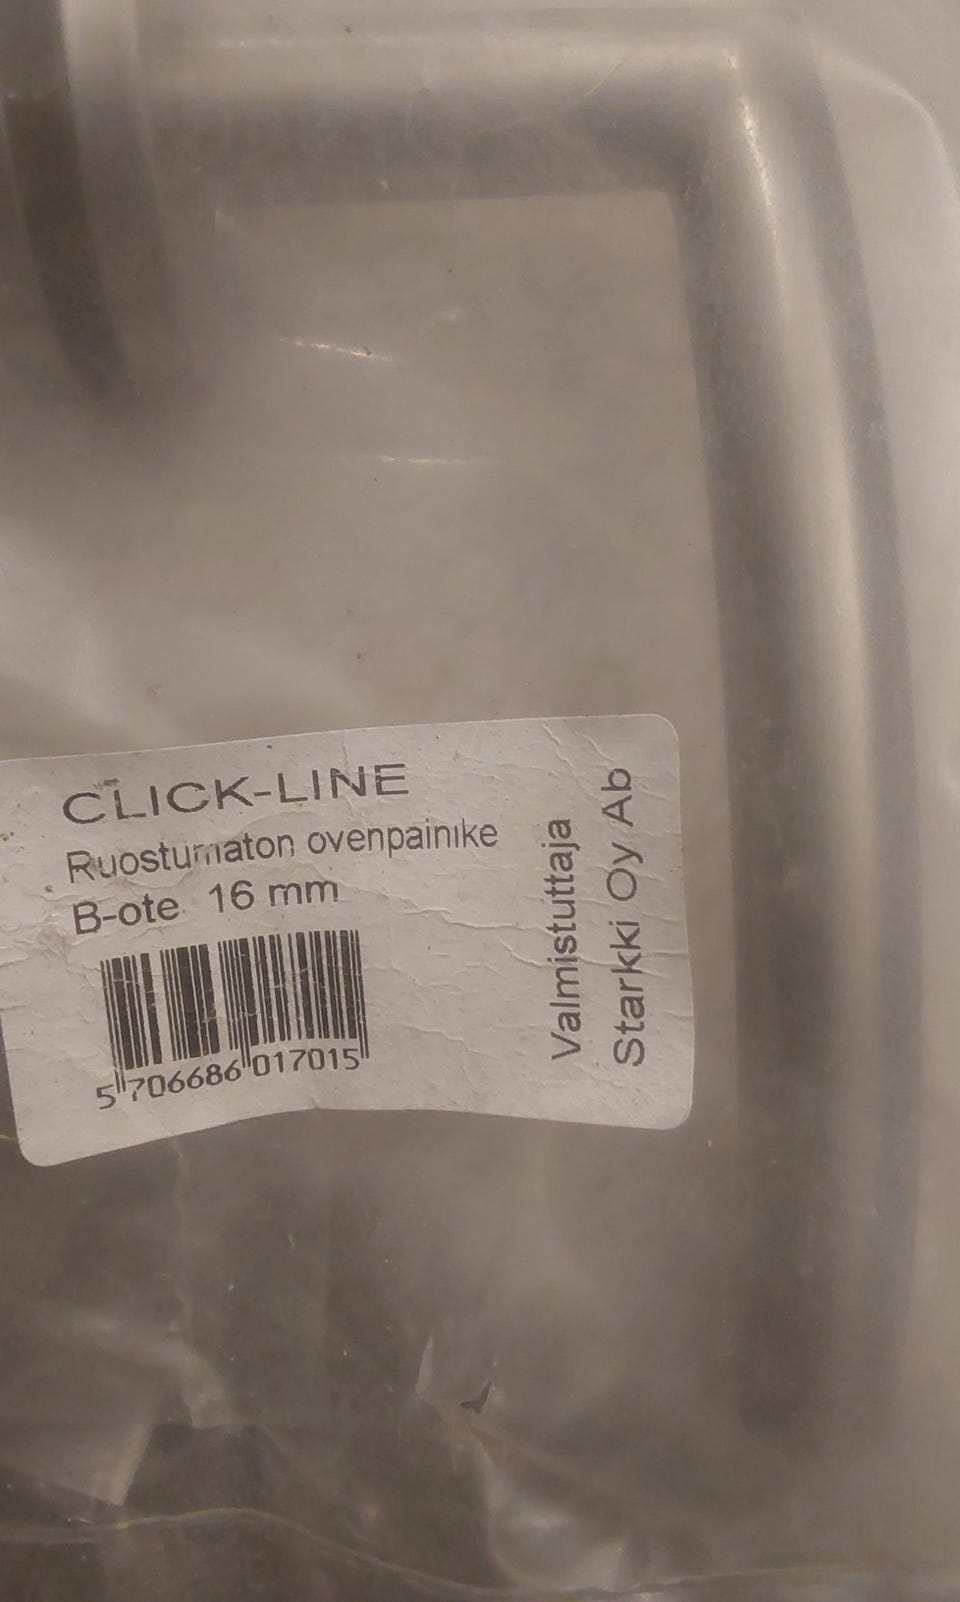 CLICK-LINE
Ruostumaton ovenpainike
B-ote 16 mm
5 706686 017015
Valmistuttaja
Starkki Oy Ab